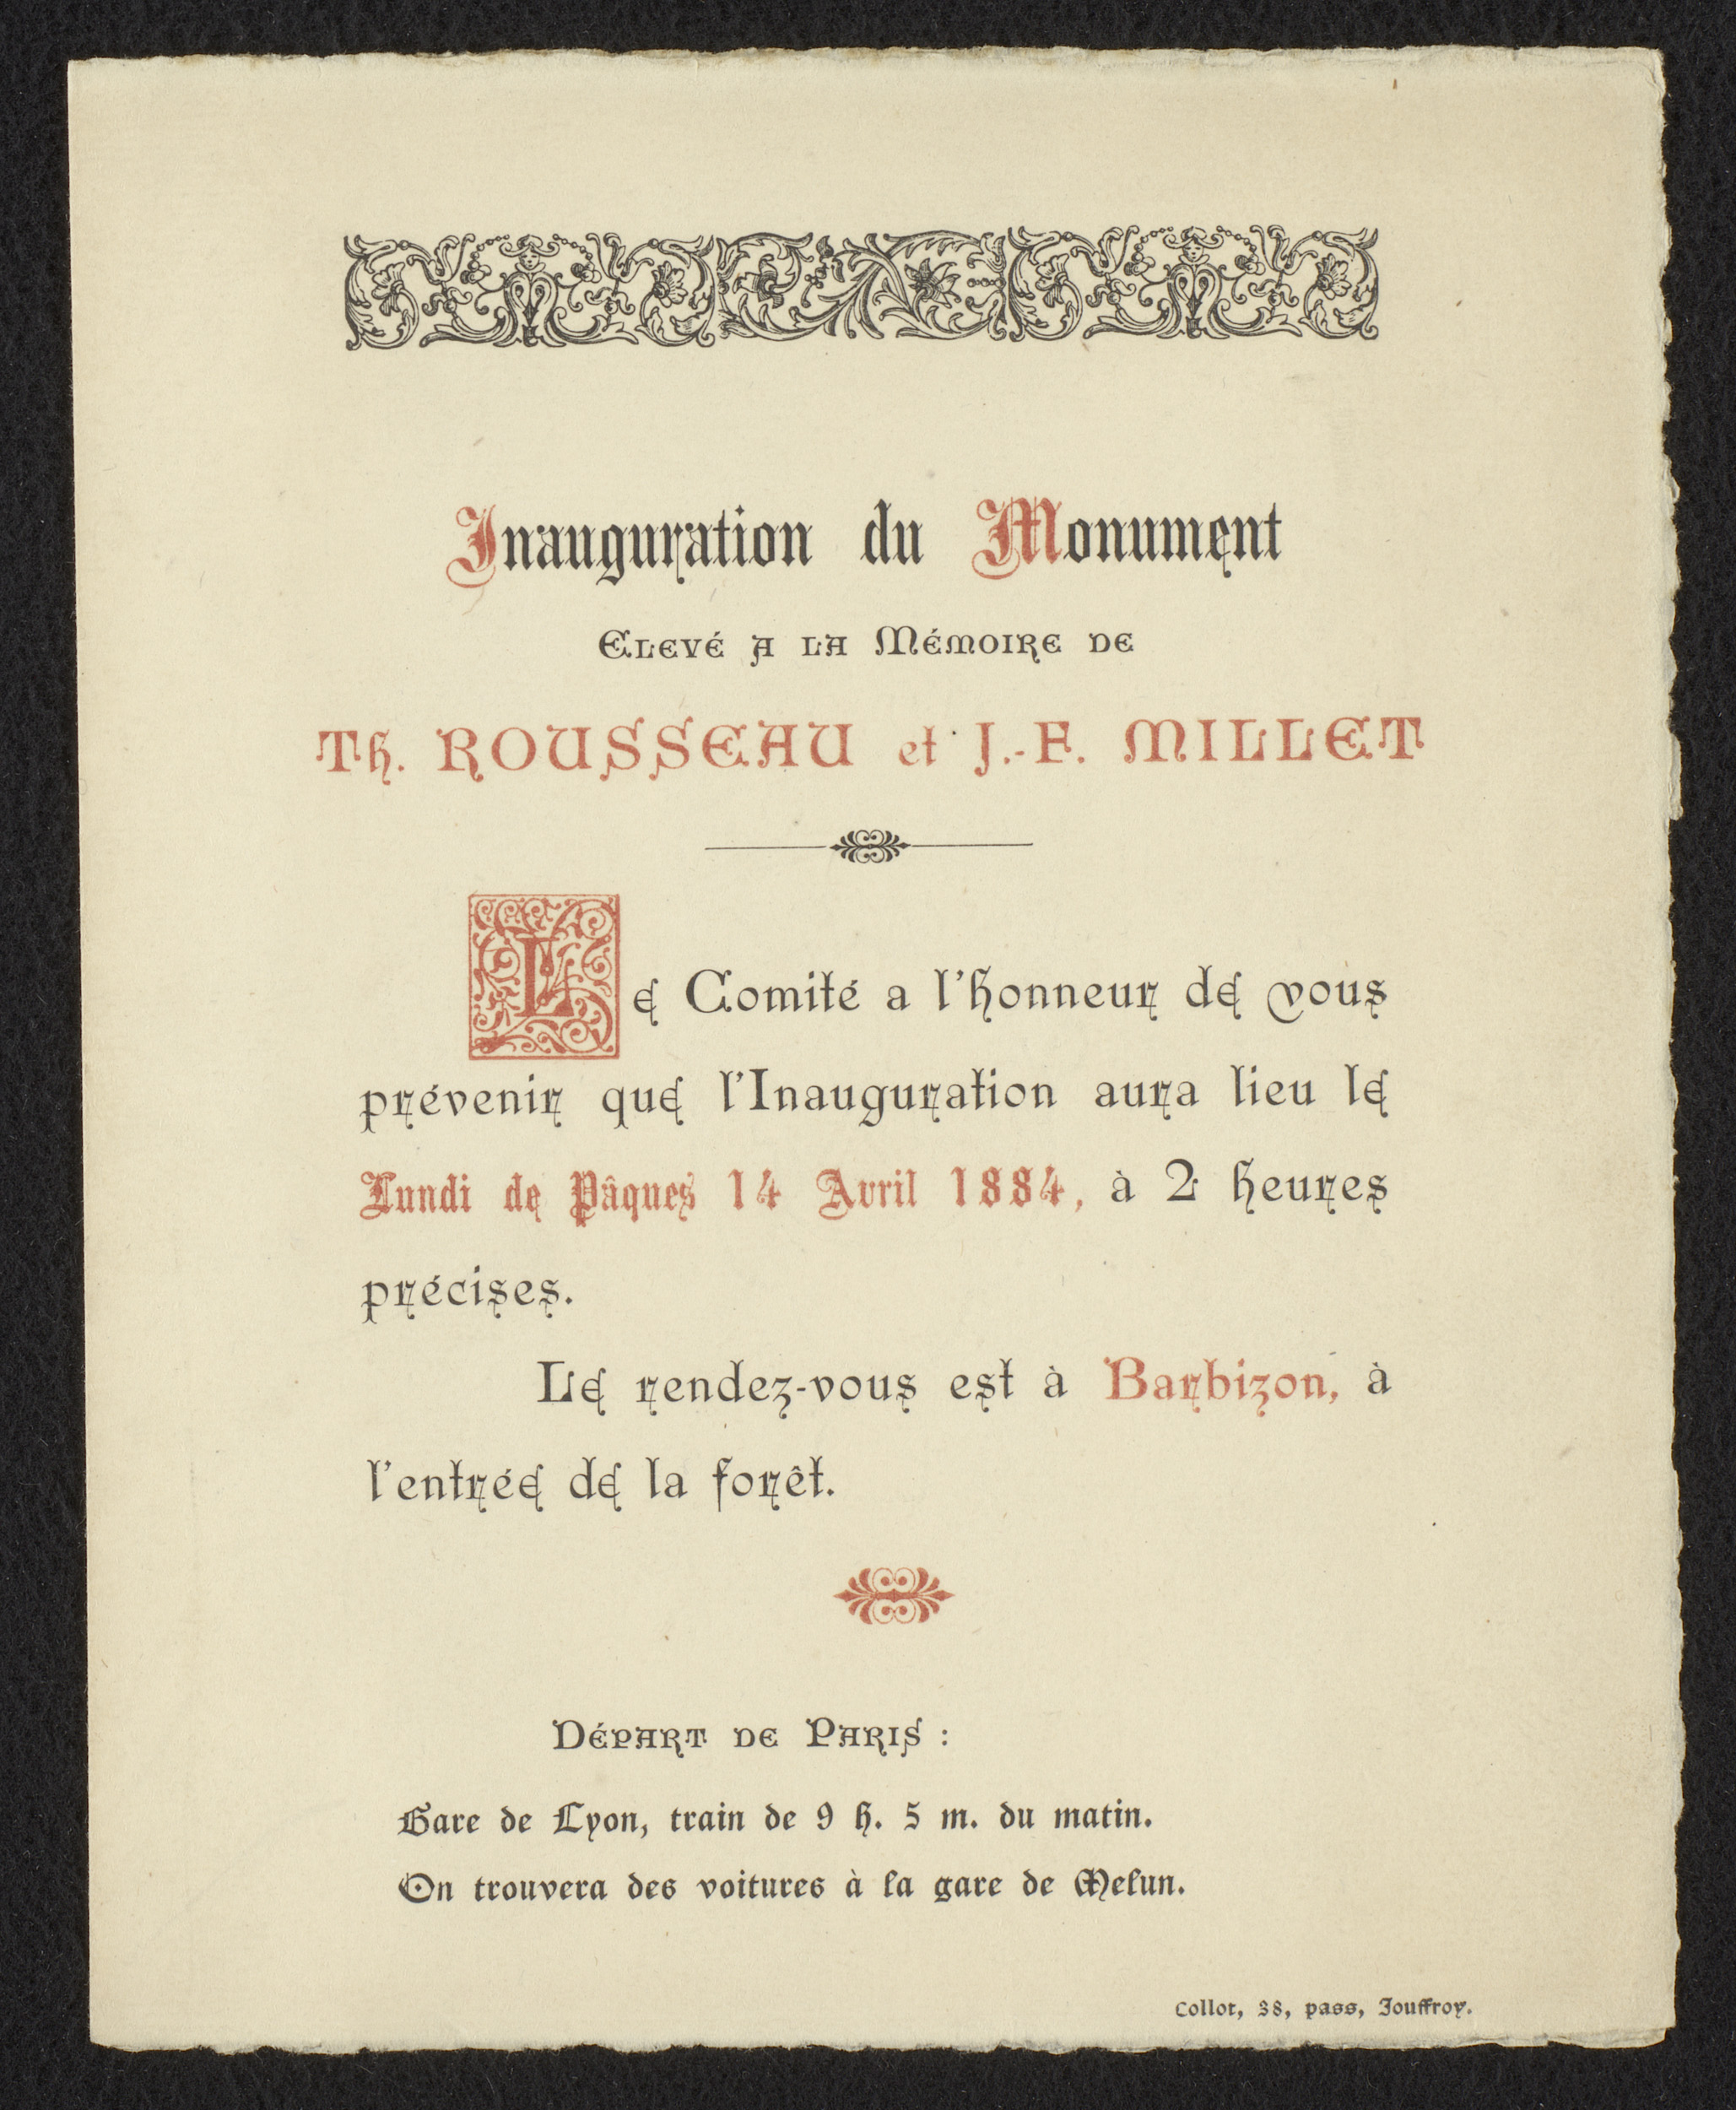 Inauguration du Monument
Elevé a la Mémoire de
Th. ROUSSEAU et J.-F. MILLET
Le Comité a l'honneur de vous
prévenir que l'Inauguration aura lieu le
Lundi de Pâques 14 Avril 1884, à 2 heures
précises.
Le rendez-vous est à Barbizon, à
l'entrée de la forêt.
Départ de Paris :
Gare de Lyon, train de 9 h. 5 m. du matin.
On trouvera des voitures à la gare de Melun.
Collot, 38, pass, Jouffroy.